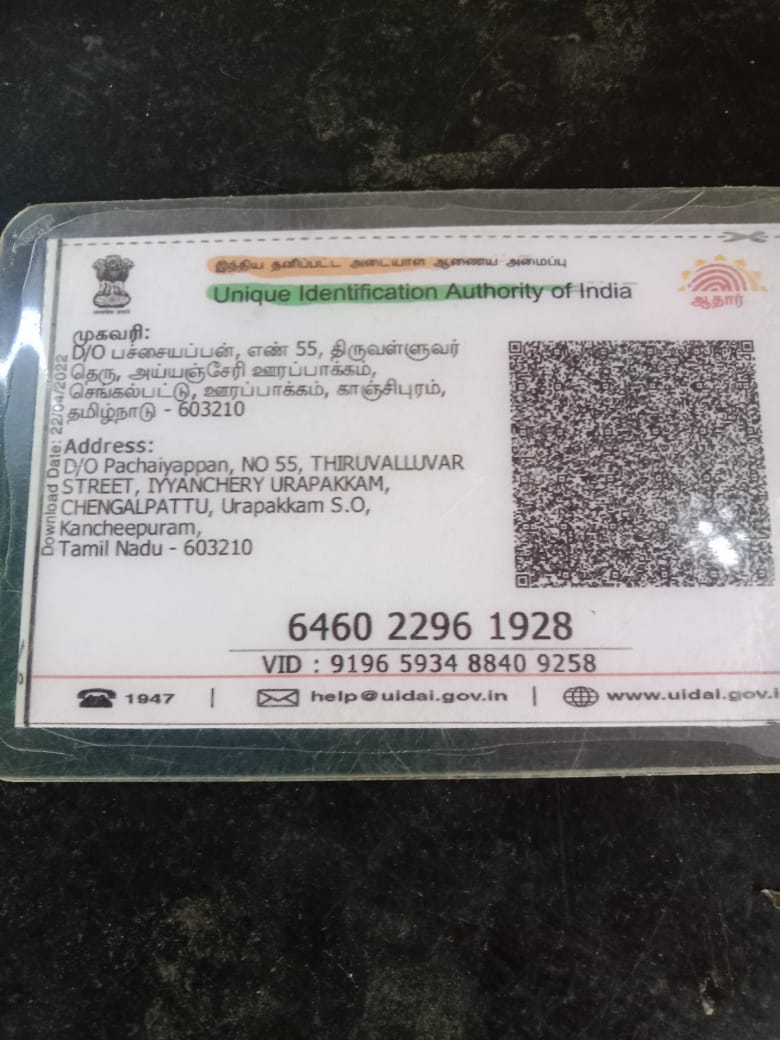 இந்திய தனிப்பட்ட அடையாள ஆணைய அமைப்பு
Unique Identification Authority of India
ஆதார்
முகவரி:
D/O பச்சையப்பன், எண் 55, திருவள்ளுவர்
தெரு, அய்யஞ்சேரி ஊரப்பாக்கம்,
செங்கல்பட்டு, ஊரப்பாக்கம், காஞ்சிபுரம்,
தமிழ்நாடு - 603210
Address:
D/O Pachaiyappan, NO 55, THIRUVALLUVAR
STREET, IYYANCHERY URAPAKKAM,
CHENGALPATTU, Urapakkam S.O,
Kancheepuram,
Tamil Nadu - 603210
Download Date: 22/04/2022
6460 2296 1928
VID : 9196 5934 8840 9258
1947 | help@uidai.gov.in | www.uidai.gov.i